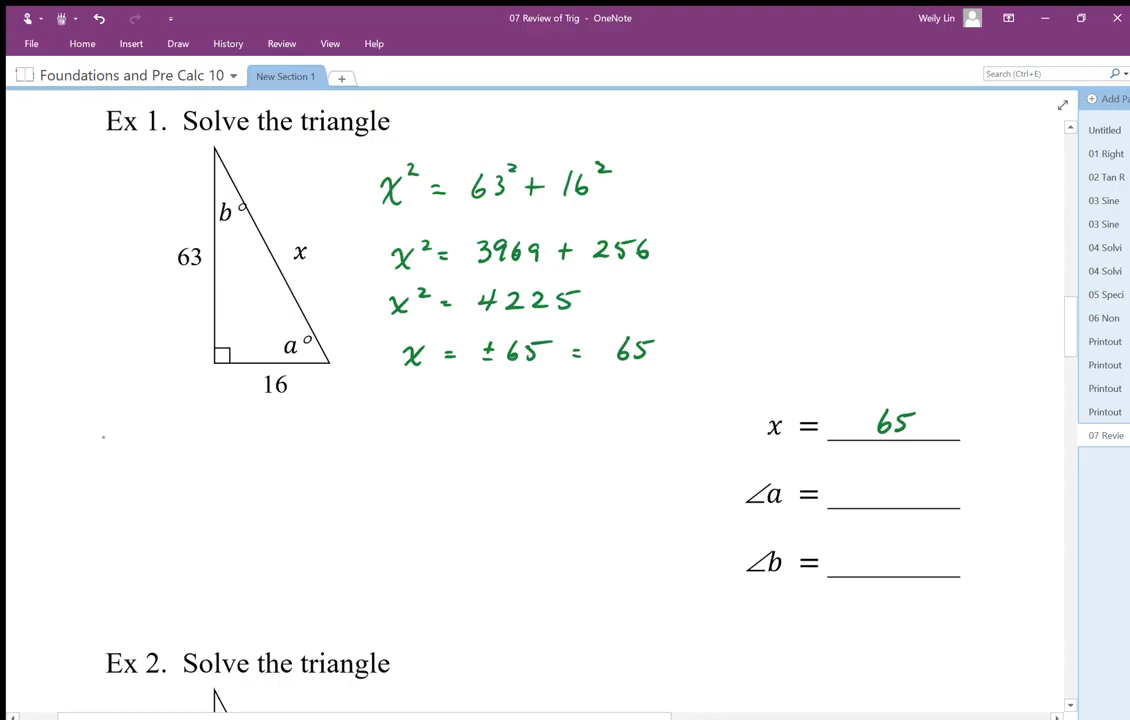 07 Review of Trig - OneNote
Weily Lin
File Home Insert Draw History Review View Help
Foundations and Pre Calc 10 New Section 1
Search (Ctrl+E)
Add Pa
Untitled
01 Right
02 Tan R
03 Sine
03 Sine
04 Solvi
04 Solvi
05 Speci
06 Non
Printout
Printout
Printout
Printout
07 Revie
Ex 1. Solve the triangle
b°
63
x
a°
16
x² = 63² + 16²
x² = 3969 + 256
x² = 4225
x = ±65 = 65
x = 65
∠a =
∠b =
Ex 2. Solve the triangle